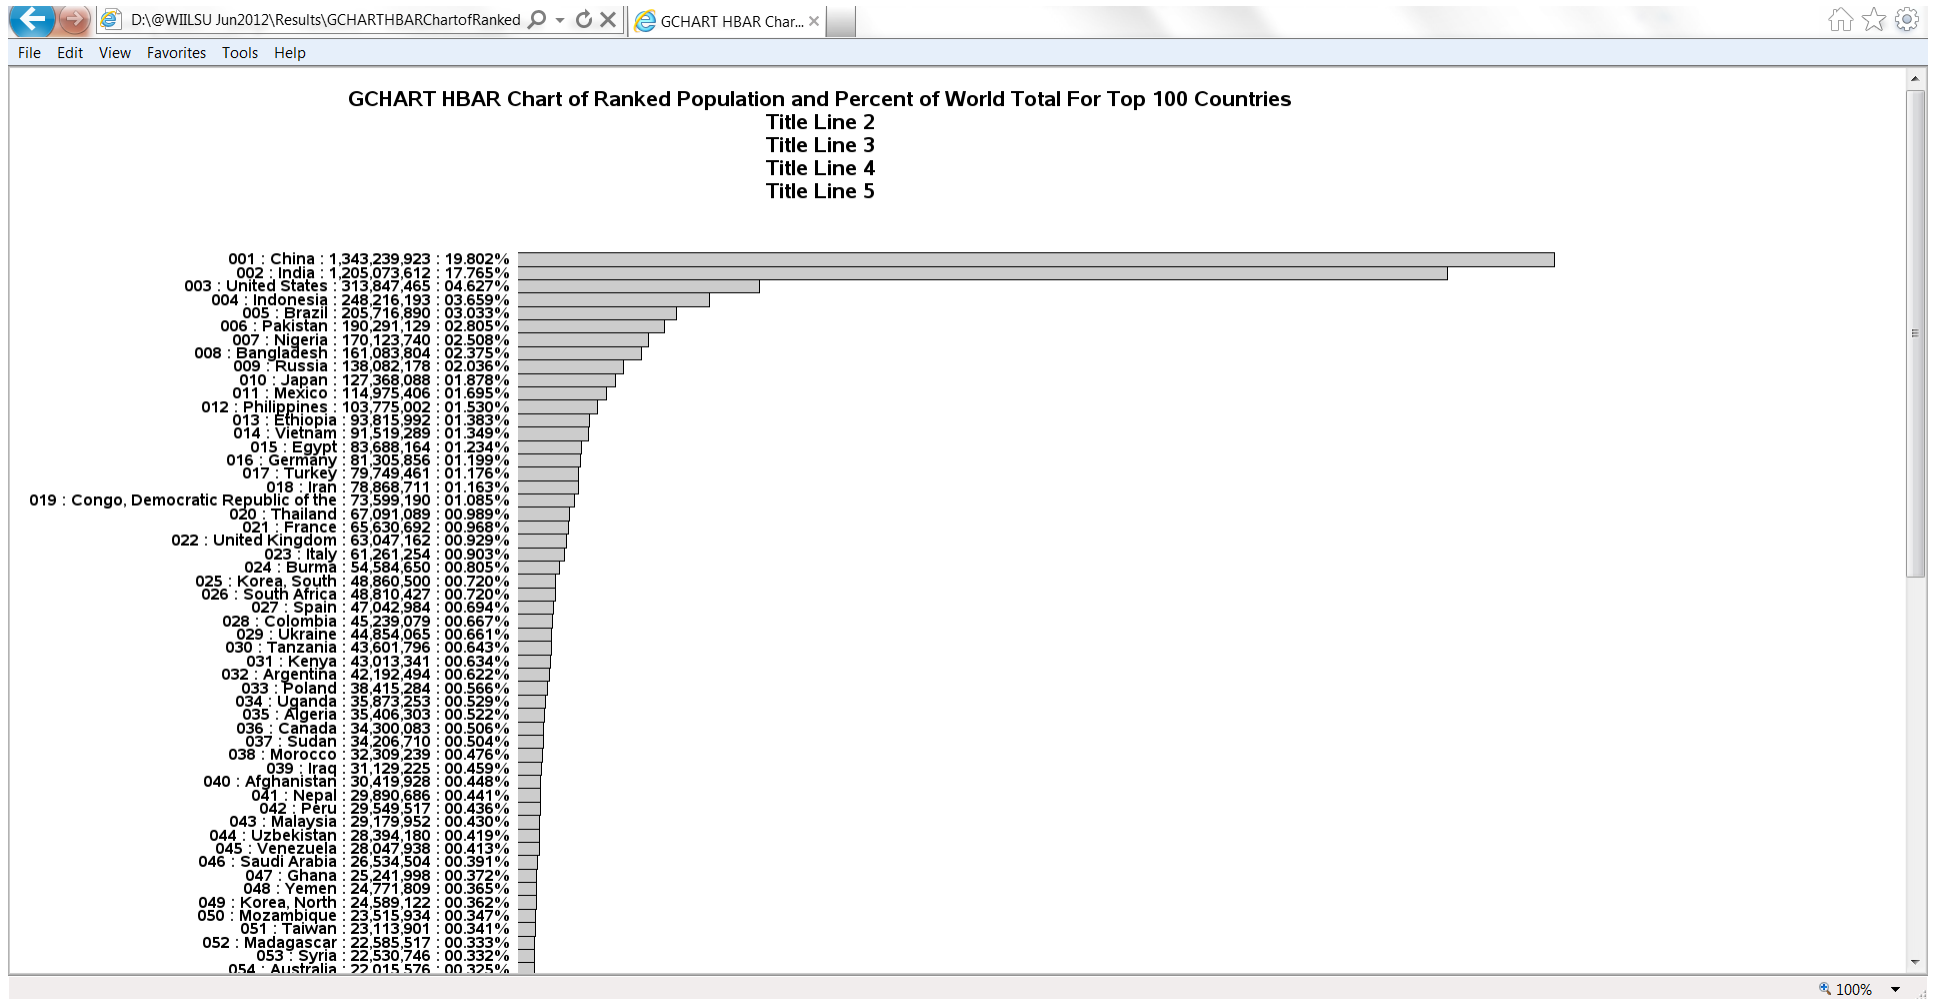 D:\@WIILSU Jun2012\Results\GCHARTHBARChartofRanked
GCHART HBAR Char...
File Edit View Favorites Tools Help
GCHART HBAR Chart of Ranked Population and Percent of World Total For Top 100 Countries
Title Line 2
Title Line 3
Title Line 4
Title Line 5
001 : China : 1,343,239,923 : 19.802%
002 : India : 1,205,073,612 : 17.765%
003 : United States : 313,847,465 : 04.627%
004 : Indonesia : 248,216,193 : 03.659%
005 : Brazil : 205,716,890 : 03.033%
006 : Pakistan : 190,291,129 : 02.805%
007 : Nigeria : 170,123,740 : 02.508%
008 : Bangladesh : 161,083,804 : 02.375%
009 : Russia : 138,082,178 : 02.036%
010 : Japan : 127,368,088 : 01.878%
011 : Mexico : 114,975,406 : 01.695%
012 : Philippines : 103,775,002 : 01.530%
013 : Ethiopia : 93,815,992 : 01.383%
014 : Vietnam : 91,519,289 : 01.349%
015 : Egypt : 83,688,164 : 01.234%
016 : Germany : 81,305,856 : 01.199%
017 : Turkey : 79,749,461 : 01.176%
018 : Iran : 78,868,711 : 01.163%
019 : Congo, Democratic Republic of the : 73,599,190 : 01.085%
020 : Thailand : 67,091,089 : 00.989%
021 : France : 65,630,692 : 00.968%
022 : United Kingdom : 63,047,162 : 00.929%
023 : Italy : 61,261,254 : 00.903%
024 : Burma : 54,584,650 : 00.805%
025 : Korea, South : 48,860,500 : 00.720%
026 : South Africa : 48,810,427 : 00.720%
027 : Spain : 47,042,984 : 00.694%
028 : Colombia : 45,239,079 : 00.667%
029 : Ukraine : 44,854,065 : 00.661%
030 : Tanzania : 43,601,796 : 00.643%
031 : Kenya : 43,013,341 : 00.634%
032 : Argentina : 42,192,494 : 00.622%
033 : Poland : 38,415,284 : 00.566%
034 : Uganda : 35,873,253 : 00.529%
035 : Algeria : 35,406,303 : 00.522%
036 : Canada : 34,300,083 : 00.506%
037 : Sudan : 34,206,710 : 00.504%
038 : Morocco : 32,309,239 : 00.476%
039 : Iraq : 31,129,225 : 00.459%
040 : Afghanistan : 30,419,928 : 00.448%
041 : Nepal : 29,890,686 : 00.441%
042 : Peru : 29,549,517 : 00.436%
043 : Malaysia : 29,179,952 : 00.430%
044 : Uzbekistan : 28,394,180 : 00.419%
045 : Venezuela : 28,047,938 : 00.413%
046 : Saudi Arabia : 26,534,504 : 00.391%
047 : Ghana : 25,241,998 : 00.372%
048 : Yemen : 24,771,809 : 00.365%
049 : Korea, North : 24,589,122 : 00.362%
050 : Mozambique : 23,515,934 : 00.347%
051 : Taiwan : 23,113,901 : 00.341%
052 : Madagascar : 22,585,517 : 00.333%
053 : Syria : 22,530,746 : 00.332%
054 : Australia : 22,015,576 : 00.325%
100%